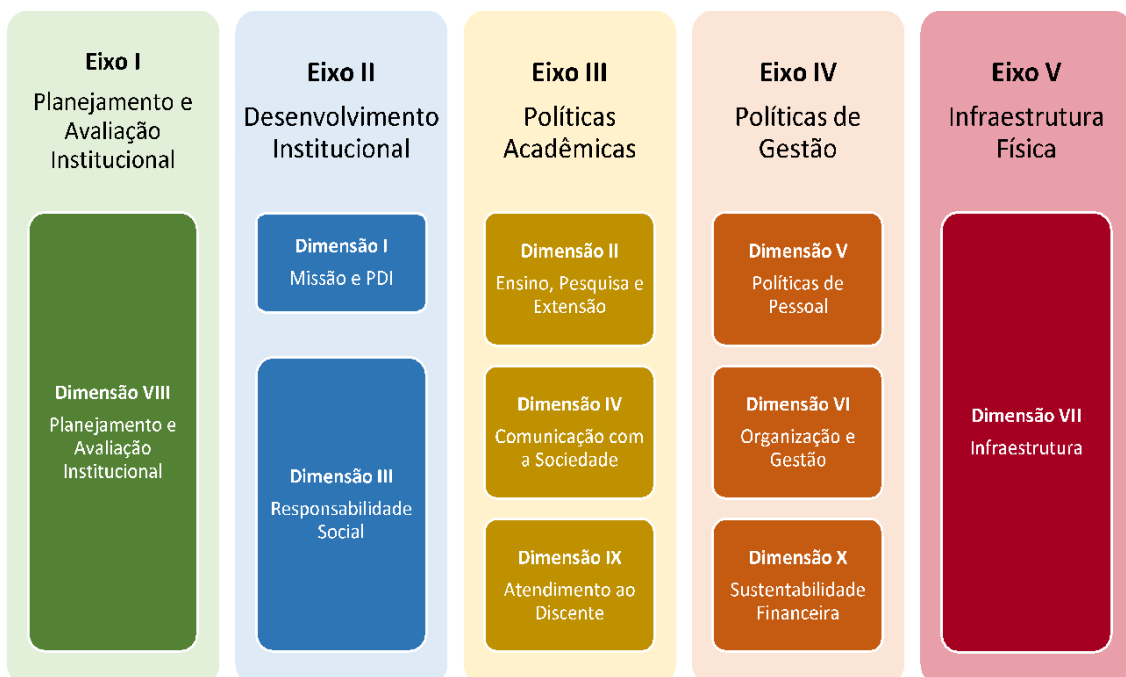 Eixo I
Planejamento e
Avaliação
Institucional
Dimensão VIII
Planejamento e
Avaliação
Institucional
Eixo II
Desenvolvimento
Institucional
Dimensão I
Missão e PDI
Dimensão III
Responsabilidade
Social
Eixo III
Políticas
Acadêmicas
Dimensão II
Ensino, Pesquisa e
Extensão
Dimensão IV
Comunicação com
a Sociedade
Dimensão IX
Atendimento ao
Discente
Eixo IV
Políticas de
Gestão
Dimensão V
Políticas de
Pessoal
Dimensão VI
Organização e
Gestão
Dimensão X
Sustentabilidade
Financeira
Eixo V
Infraestrutura
Física
Dimensão VII
Infraestrutura